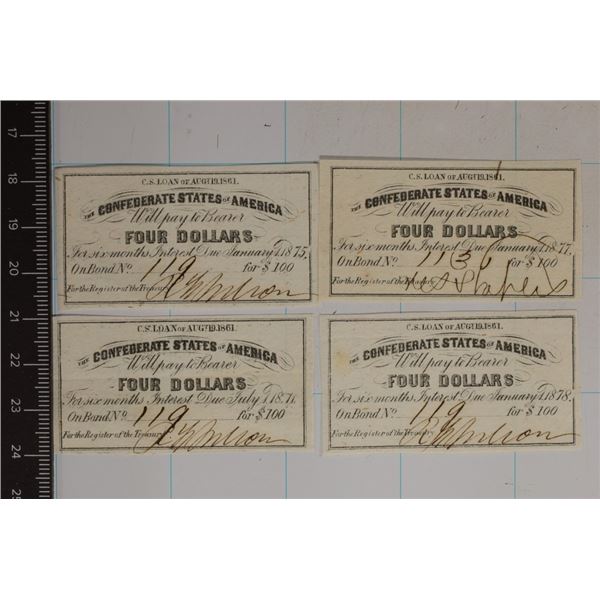 17
18
19
20
21
22
23
24
25
C.S. LOAN OF AUG. 19, 1861.
THE CONFEDERATE STATES OF AMERICA
Will pay to Bearer
FOUR DOLLARS
For six months Interest Due January 1, 1875.
On Bond No. 119 for $100
For the Register of the Treasury
C.S. LOAN OF AUG. 19, 1861.
THE CONFEDERATE STATES OF AMERICA
Will pay to Bearer
FOUR DOLLARS
For six months Interest Due January 1, 1877.
On Bond No. 1136 for $100
For the Register of the Treasury
C.S. LOAN OF AUG. 19, 1861.
THE CONFEDERATE STATES OF AMERICA
Will pay to Bearer
FOUR DOLLARS
For six months Interest Due July 1, 187
On Bond No. 119 for $100
For the Register of the Treasury
C.S. LOAN OF AUG. 19, 1861.
THE CONFEDERATE STATES OF AMERICA
Will pay to Bearer
FOUR DOLLARS
For six months Interest Due January 1, 1878.
On Bond No. 119 for $100
For the Register of the Treasury